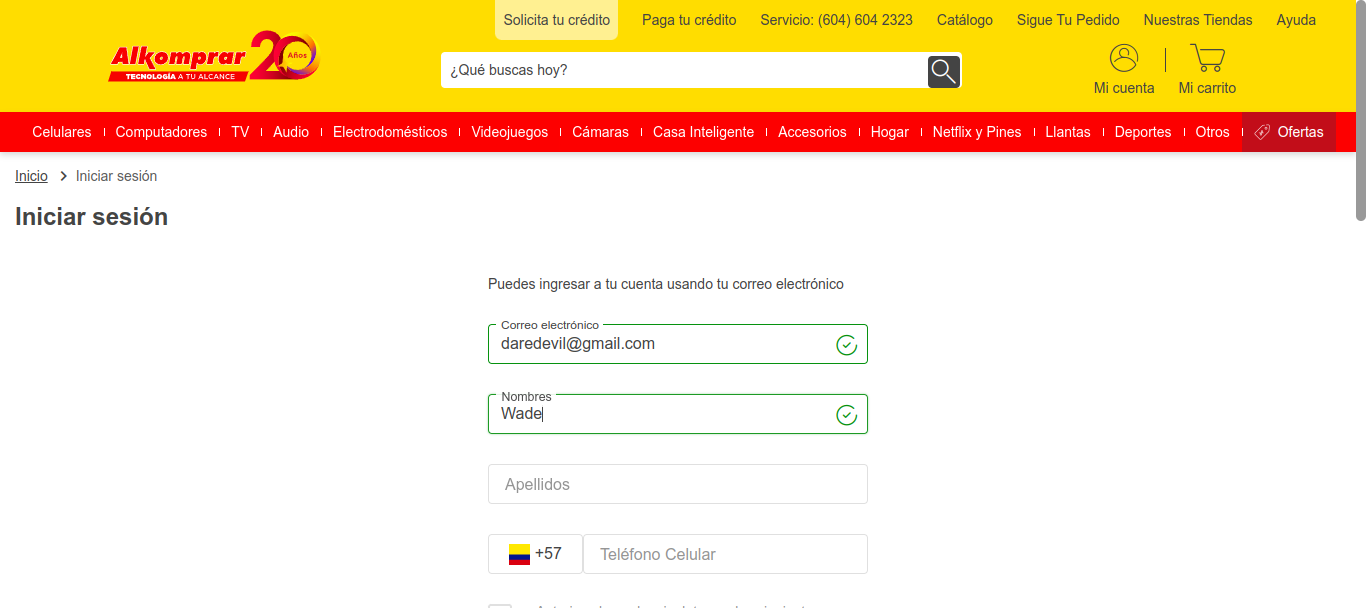 Solicita tu crédito Paga tu crédito Servicio: (604) 604 2323 Catálogo Sigue Tu Pedido Nuestras Tiendas Ayuda
Alkomprar 20 Años
TECNOLOGÍA A TU ALCANCE
¿Qué buscas hoy?
Mi cuenta Mi carrito
Celulares Computadores TV Audio Electrodomésticos Videojuegos Cámaras Casa Inteligente Accesorios Hogar Netflix y Pines Llantas Deportes Otros Ofertas
Inicio Iniciar sesión
Iniciar sesión
Puedes ingresar a tu cuenta usando tu correo electrónico
Correo electrónico
daredevil@gmail.com
Nombres
Wade
Apellidos
+57 Teléfono Celular